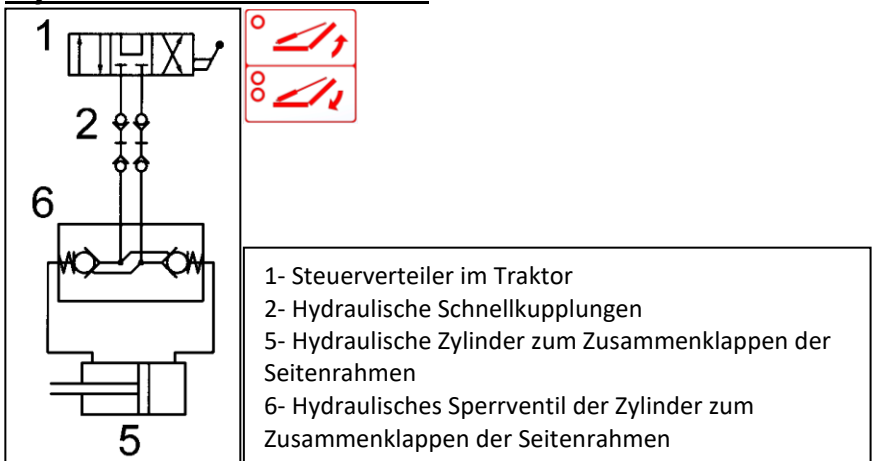 1
2
6
5
1- Steuerverteiler im Traktor
2- Hydraulische Schnellkupplungen
5- Hydraulische Zylinder zum Zusammenklappen der
Seitenrahmen
6- Hydraulisches Sperrventil der Zylinder zum
Zusammenklappen der Seitenrahmen